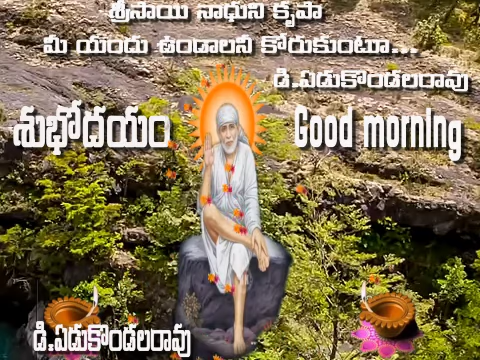 శ్రీసాయి నాధుని కృపా
మీ యందు ఉండాలని కోరుకుంటూ...
డి.ఏడుకొండలరావు
శుభోదయం
Good morning
డి.ఏడుకొండలరావు